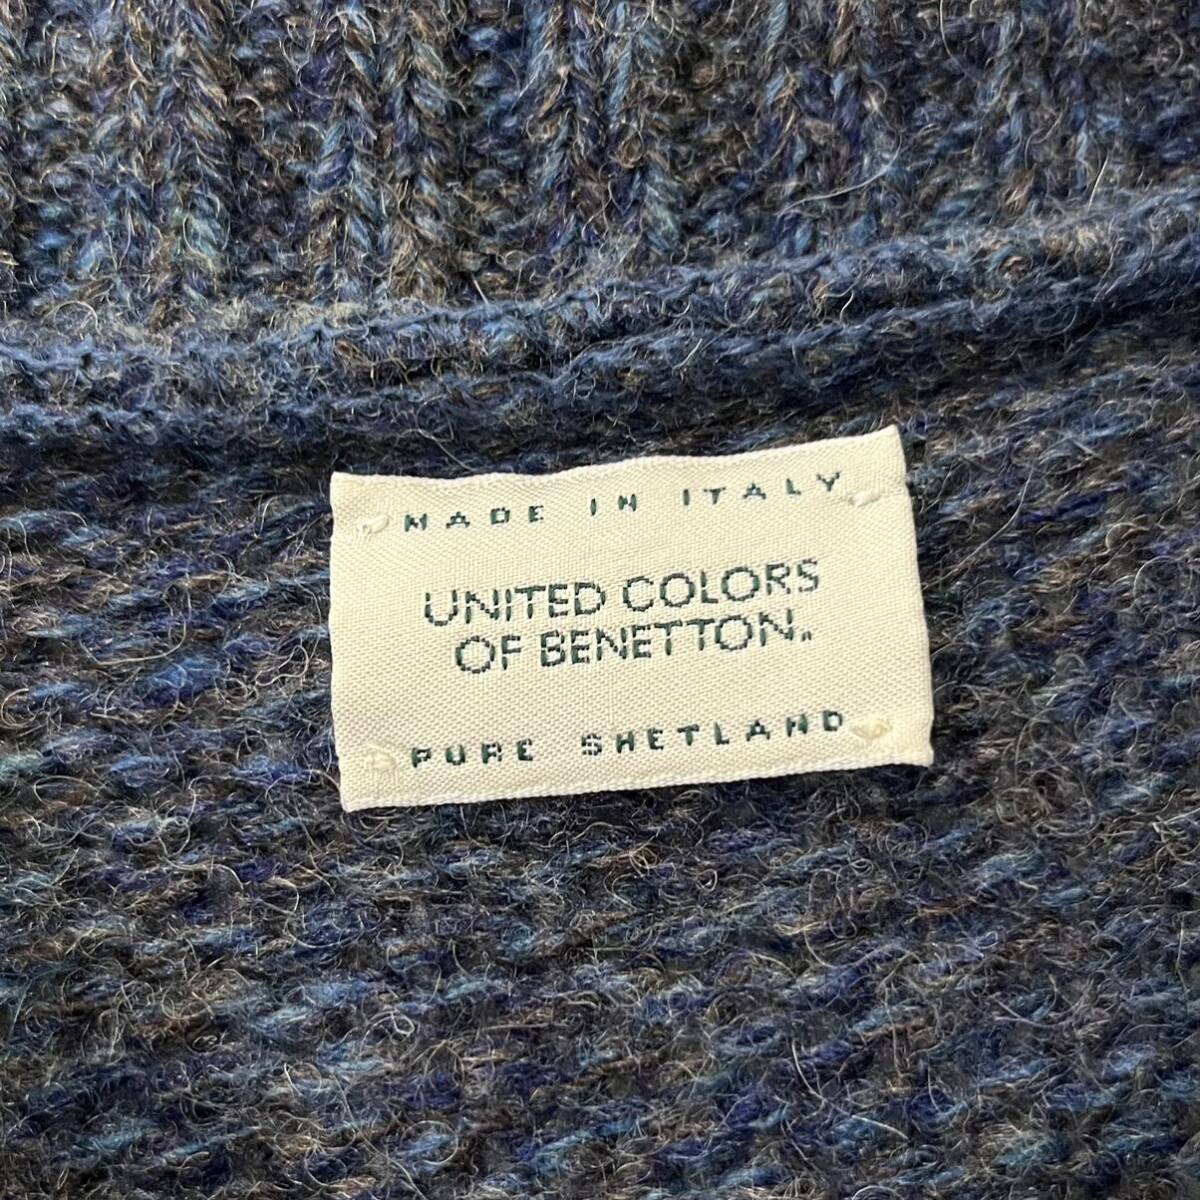 MADE IN ITALY
UNITED COLORS
OF BENETTON.
PURE SHETLAND